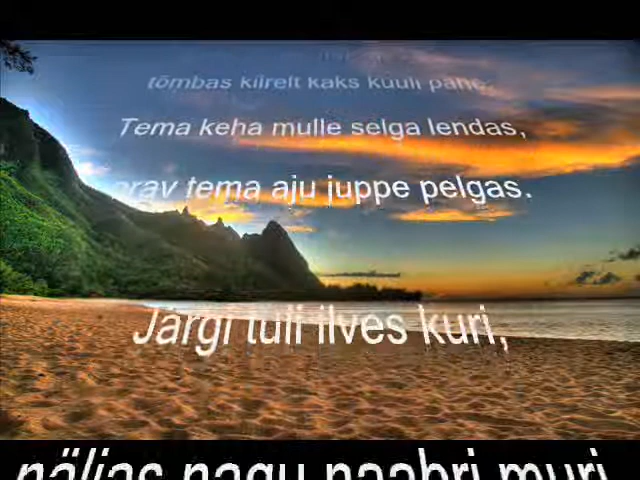 tõmbas kiirelt kaks kuuli pähe.
Tema keha mulle selga lendas,
tema aju juppe pelgas.
Järgi tuli ilves kuri,
näljas nagu naabri muri.